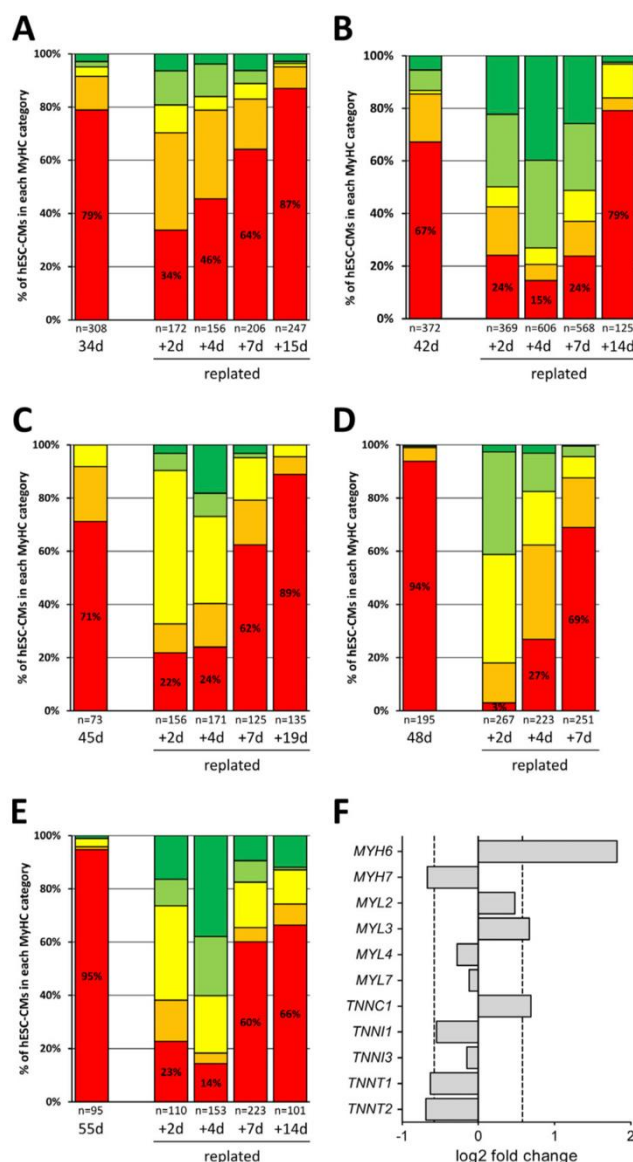 A
% of hESC-CMs in each MyHC category
100%
80%
60%
40%
20%
0%
79%
34%
46%
64%
87%
n=308 n=172 n=156 n=206 n=247
34d +2d +4d +7d +15d
replated
B
% of hESC-CMs in each MyHC category
100%
80%
60%
40%
20%
0%
67%
24%
15%
24%
79%
n=372 n=369 n=606 n=568 n=125
42d +2d +4d +7d +14d
replated
C
% of hESC-CMs in each MyHC category
100%
80%
60%
40%
20%
0%
71%
22%
24%
62%
89%
n=73 n=156 n=171 n=125 n=135
45d +2d +4d +7d +19d
replated
D
% of hESC-CMs in each MyHC category
100%
80%
60%
40%
20%
0%
94%
3%
27%
69%
n=195 n=267 n=223 n=251
48d +2d +4d +7d
replated
E
% of hESC-CMs in each MyHC category
100%
80%
60%
40%
20%
0%
95%
23%
14%
60%
66%
n=95 n=110 n=153 n=223 n=101
55d +2d +4d +7d +14d
replated
F
MYH6
MYH7
MYL2
MYL3
MYL4
MYL7
TNNC1
TNNI1
TNNI3
TNNT1
TNNT2
-1 0 1 2
log2 fold change